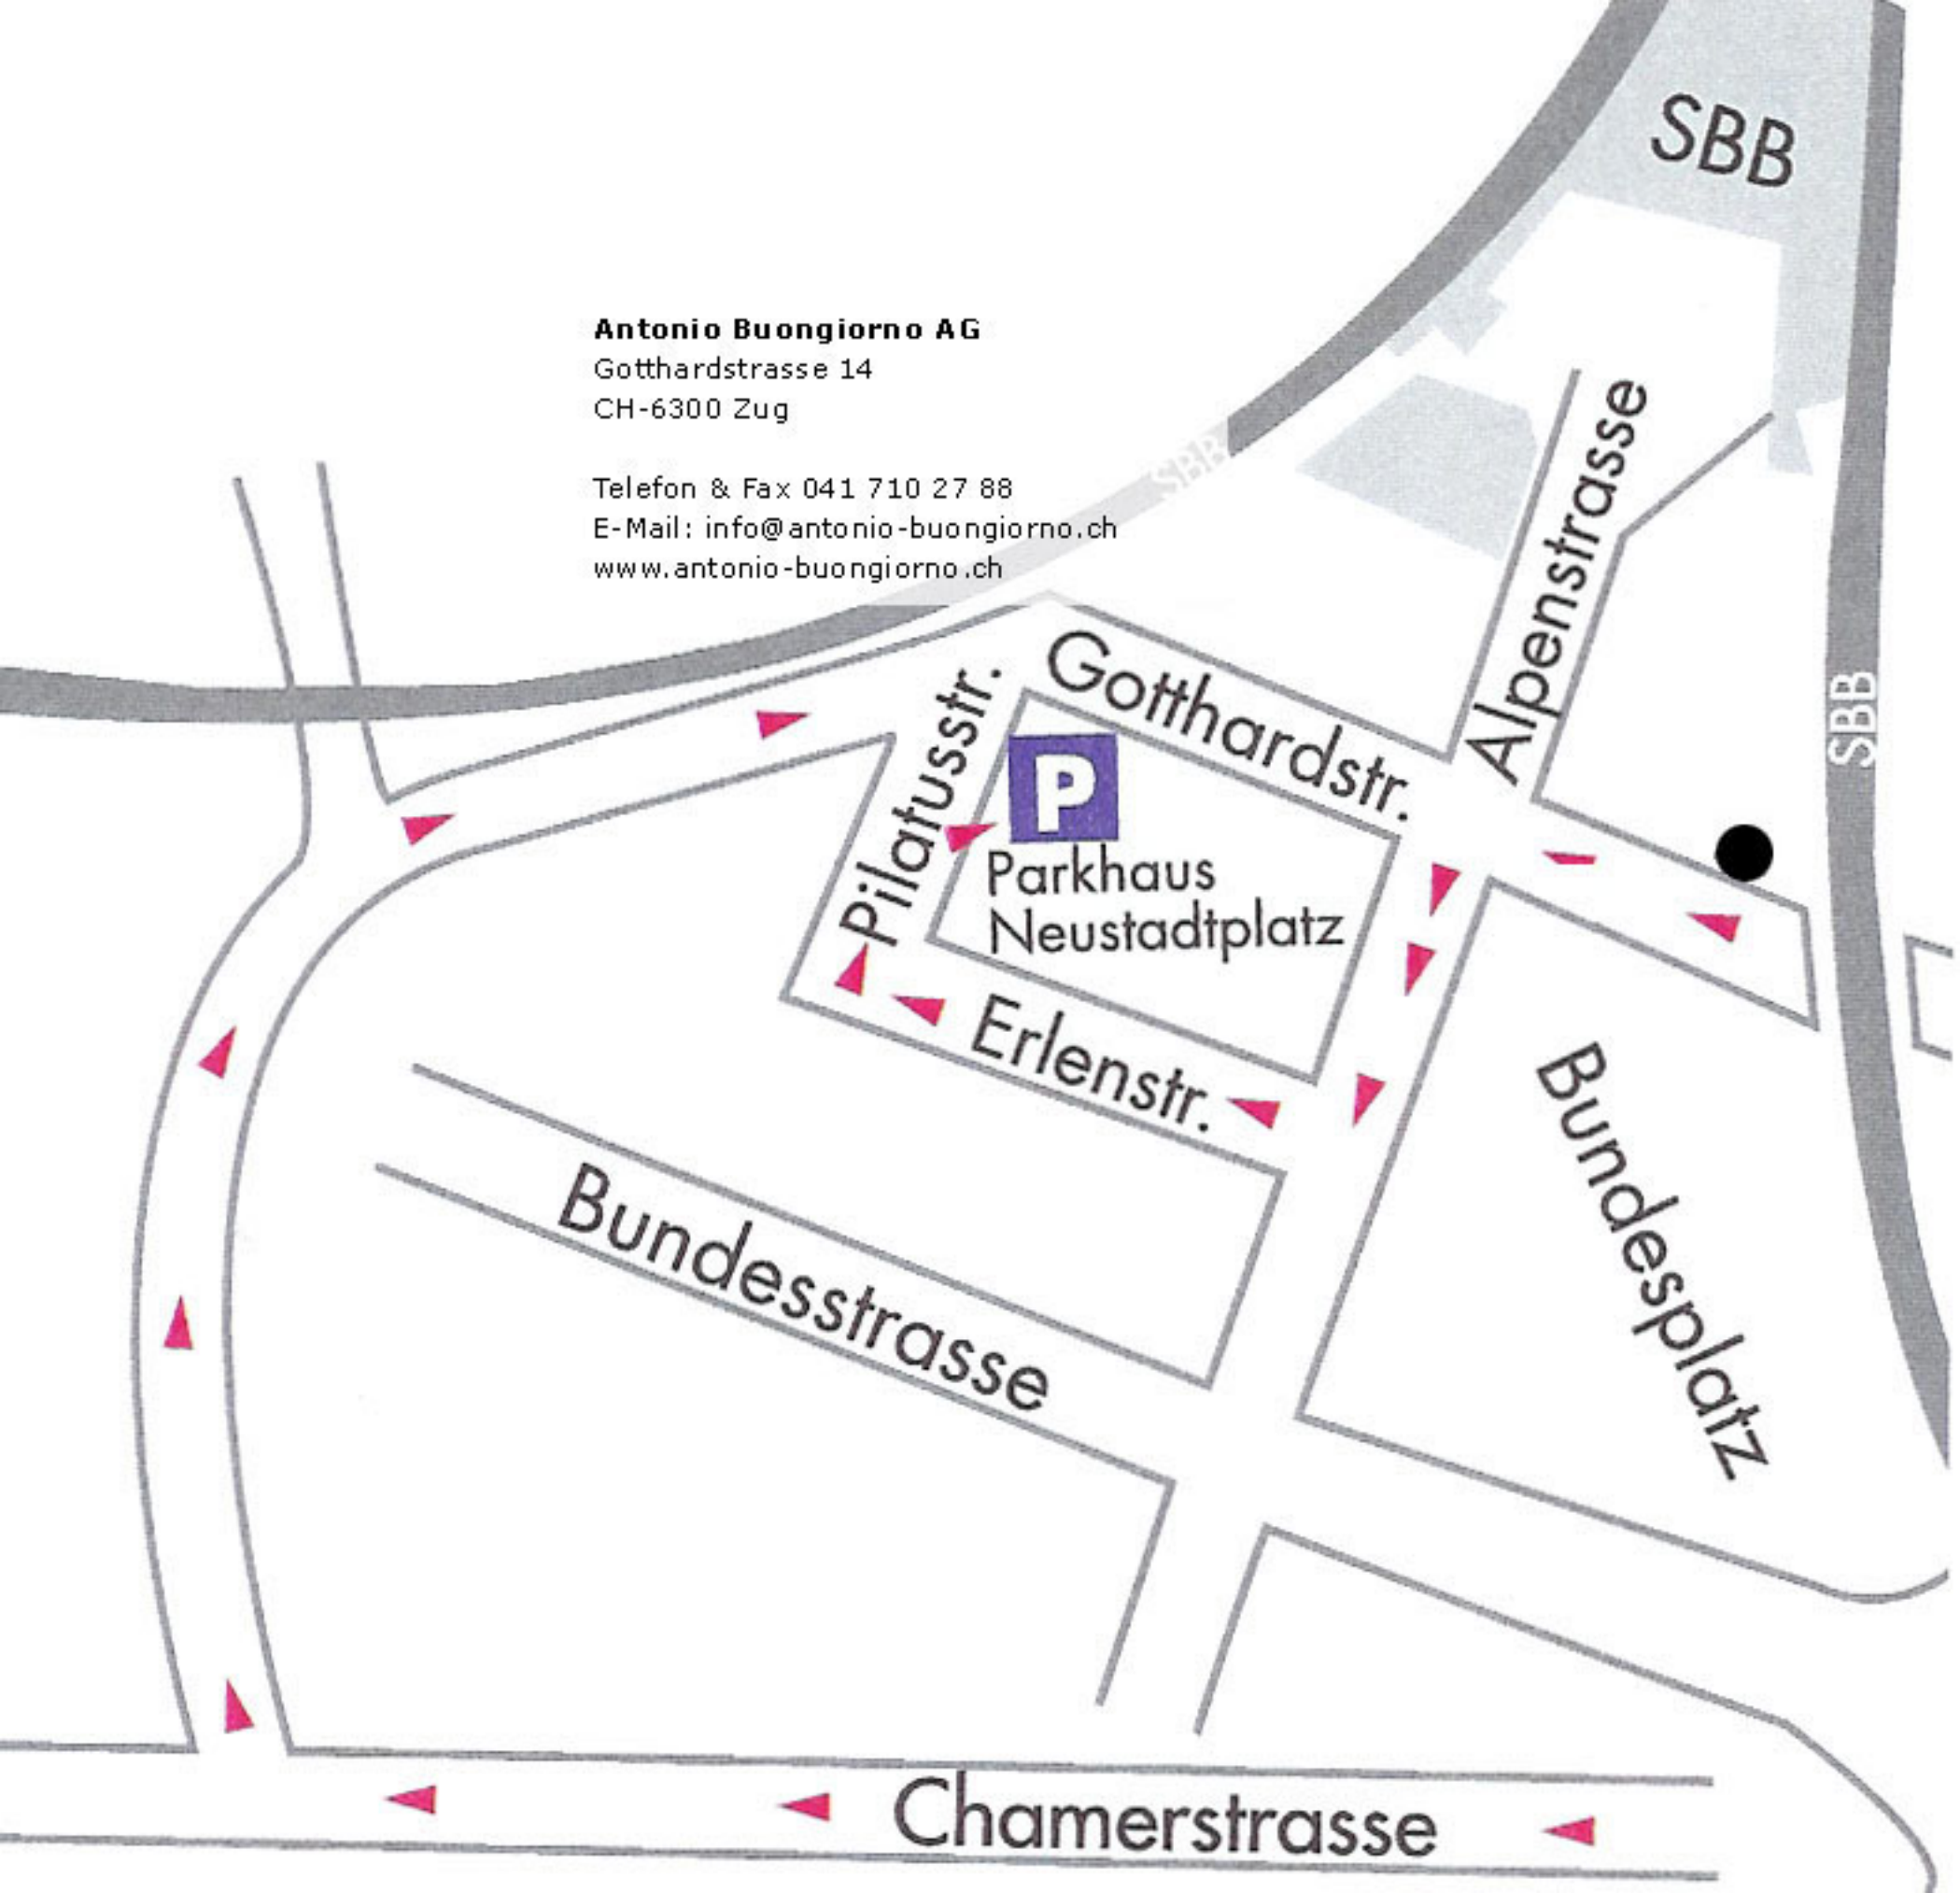 SBB
Antonio Buongiorno AG
Gotthardstrasse 14
CH-6300 Zug
Telefon & Fax 041 710 27 88
E-Mail: info@antonio-buongiorno.ch
www.antonio-buongiorno.ch
SBB
Alpenstrasse
Gotthardstr.
Pilatusstr.
SBB
P
Parkhaus
Neustadtplatz
Erlenstr.
Bundesplatz
Bundesstrasse
Chamerstrasse